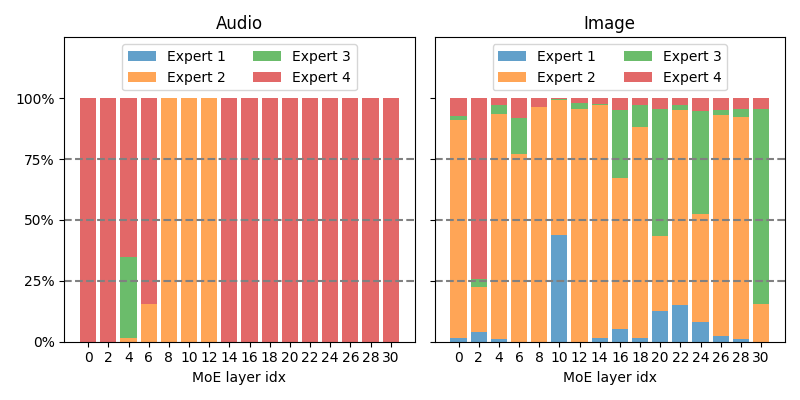 Audio
Expert 1
Expert 2
Expert 3
Expert 4
100%
75%
50%
25%
0%
0 2 4 6 8 10 12 14 16 18 20 22 24 26 28 30
MoE layer idx
Image
Expert 1
Expert 2
Expert 3
Expert 4
0 2 4 6 8 10 12 14 16 18 20 22 24 26 28 30
MoE layer idx